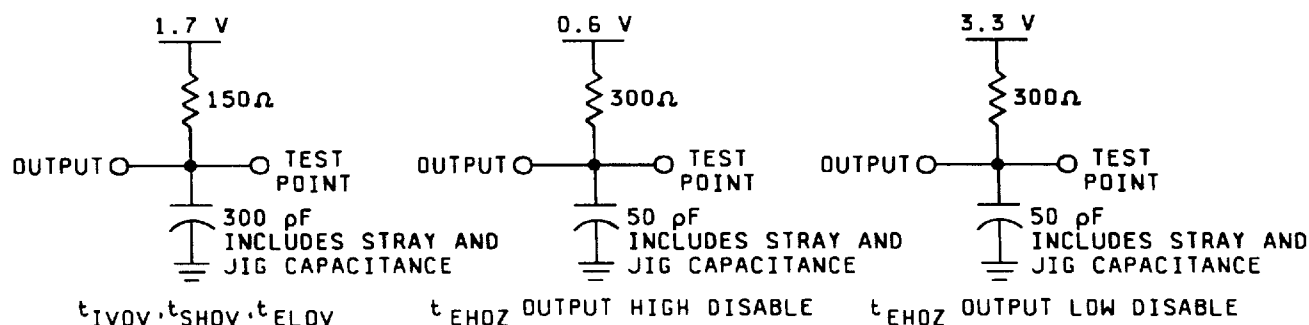 1.7 V
150Ω
OUTPUT
TEST
POINT
300 pF
INCLUDES STRAY AND
JIG CAPACITANCE
tIVOV, tSHOV, tELOV
0.6 V
300Ω
OUTPUT
TEST
POINT
50 pF
INCLUDES STRAY AND
JIG CAPACITANCE
tEHOZ OUTPUT HIGH DISABLE
3.3 V
300Ω
OUTPUT
TEST
POINT
50 pF
INCLUDES STRAY AND
JIG CAPACITANCE
tEHOZ OUTPUT LOW DISABLE